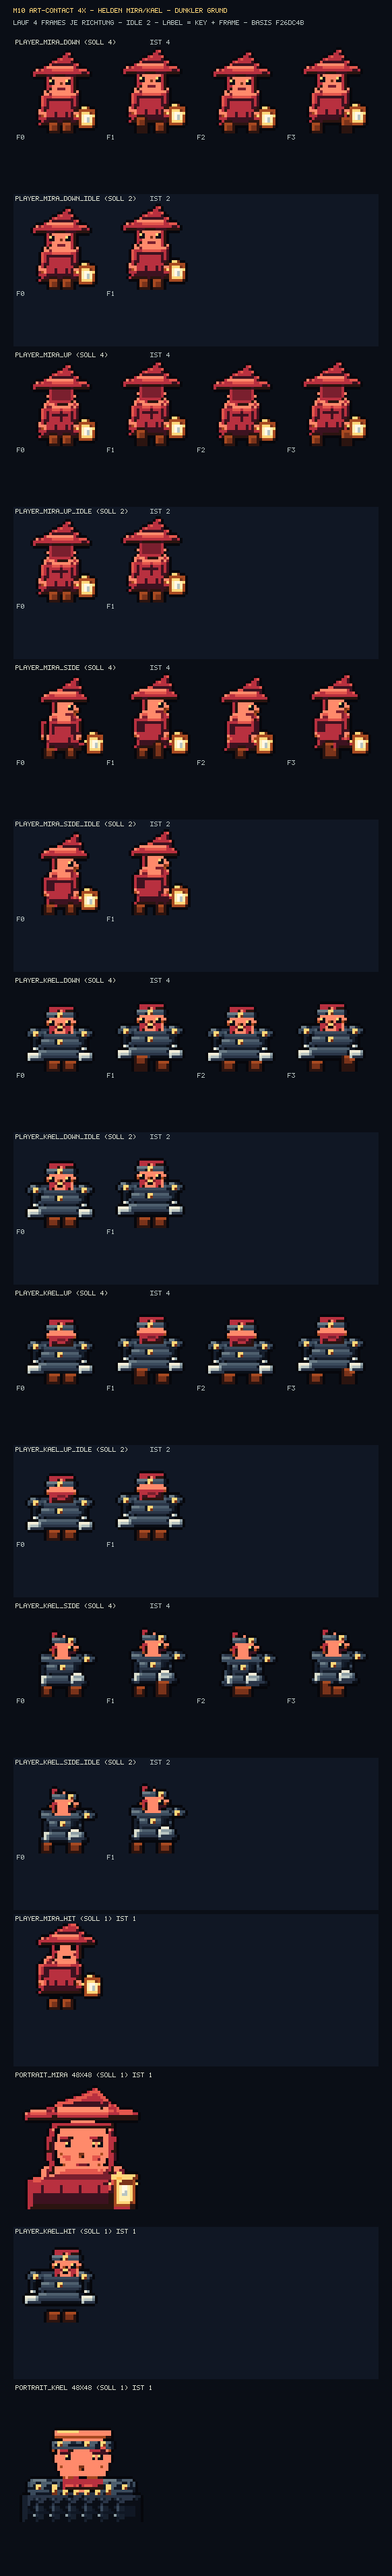 M10 ART-CONTACT 4X - HELDEN MIRA/KAEL - DUNKLER GRUND
LAUF 4 FRAMES JE RICHTUNG - IDLE 2 - LABEL = KEY + FRAME - BASIS F26DC4B
PLAYER_MIRA_DOWN (SOLL 4) IST 4
F0 F1 F2 F3
PLAYER_MIRA_DOWN_IDLE (SOLL 2) IST 2
F0 F1
PLAYER_MIRA_UP (SOLL 4) IST 4
F0 F1 F2 F3
PLAYER_MIRA_UP_IDLE (SOLL 2) IST 2
F0 F1
PLAYER_MIRA_SIDE (SOLL 4) IST 4
F0 F1 F2 F3
PLAYER_MIRA_SIDE_IDLE (SOLL 2) IST 2
F0 F1
PLAYER_KAEL_DOWN (SOLL 4) IST 4
F0 F1 F2 F3
PLAYER_KAEL_DOWN_IDLE (SOLL 2) IST 2
F0 F1
PLAYER_KAEL_UP (SOLL 4) IST 4
F0 F1 F2 F3
PLAYER_KAEL_UP_IDLE (SOLL 2) IST 2
F0 F1
PLAYER_KAEL_SIDE (SOLL 4) IST 4
F0 F1 F2 F3
PLAYER_KAEL_SIDE_IDLE (SOLL 2) IST 2
F0 F1
PLAYER_MIRA_HIT (SOLL 1) IST 1
PORTRAIT_MIRA 48X48 (SOLL 1) IST 1
PLAYER_KAEL_HIT (SOLL 1) IST 1
PORTRAIT_KAEL 48X48 (SOLL 1) IST 1